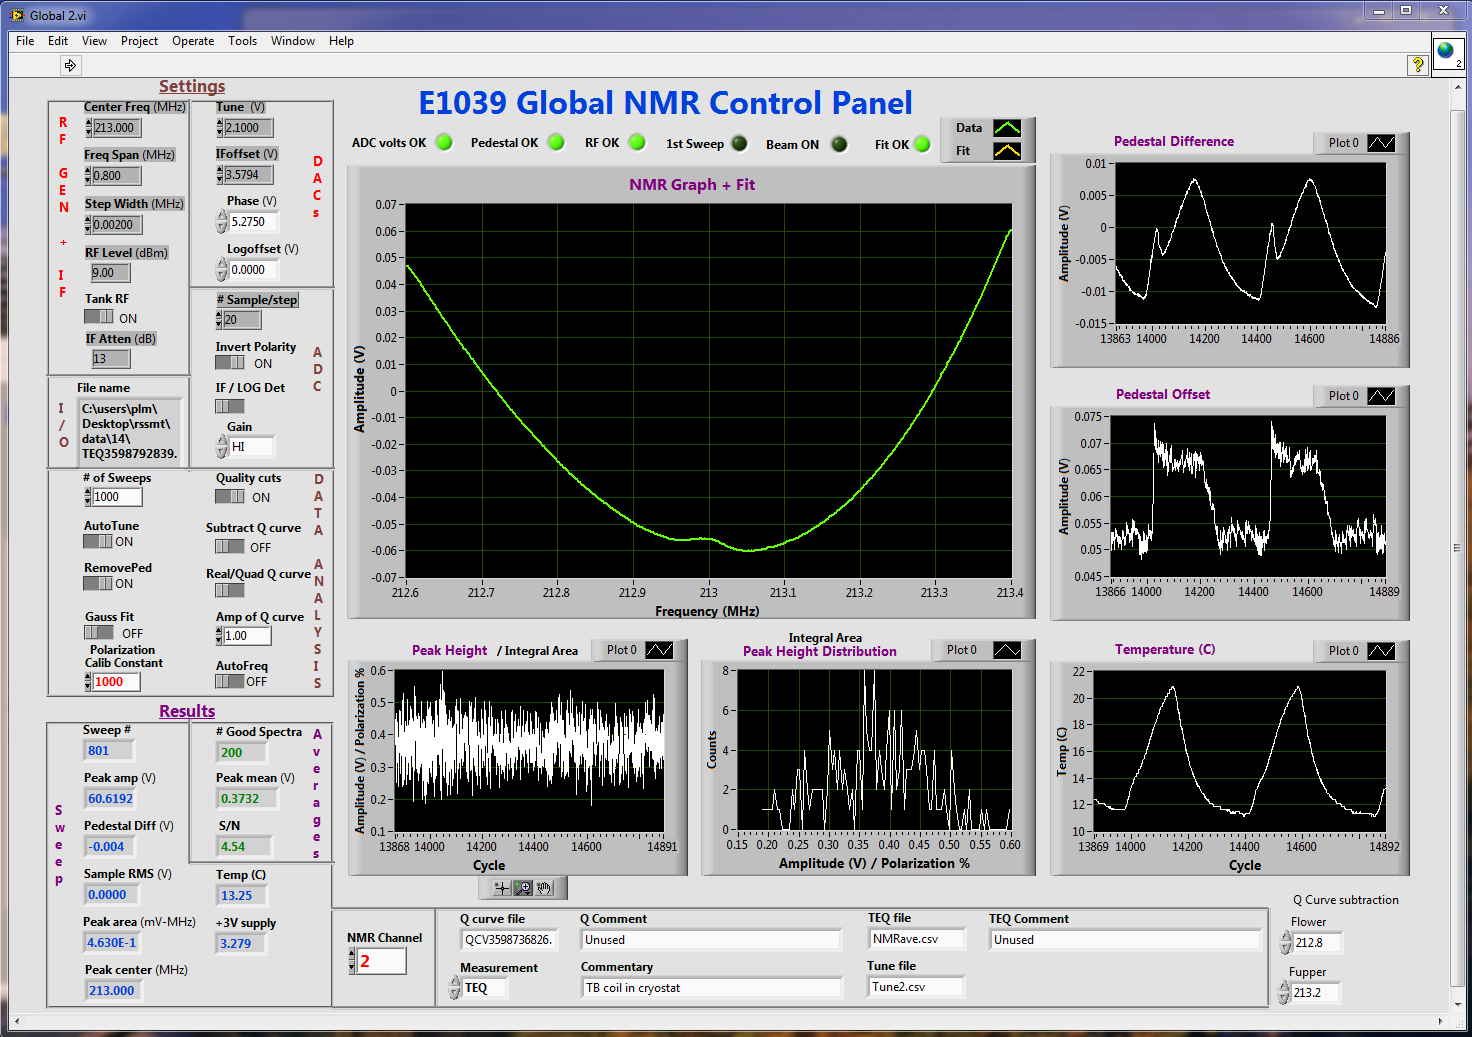 Global 2.vi
File Edit View Project Operate Tools Window Help
?
2
Settings
RF GEN + IF
Center Freq (MHz)
213.000
Freq Span (MHz)
0.800
Step Width (MHz)
0.00200
RF Level (dBm)
9.00
Tank RF
ON
IF Atten (dB)
13
Tune (V)
2.1000
IFoffset (V)
3.5794
Phase (V)
5.2750
Logoffset (V)
0.0000
DACs
# Sample/step
20
Invert Polarity
ON
IF / LOG Det
Gain
HI
ADC
I/O
File name
C:\users\plm\
Desktop\rssmt\
data\14\
TEQ3598792839.
# of Sweeps
1000
AutoTune
ON
RemovePed
ON
Gauss Fit
OFF
Polarization
Calib Constant
1000
Quality cuts
ON
Subtract Q curve
OFF
Real/Quad Q curve
Amp of Q curve
1.00
AutoFreq
OFF
DATA ANALYSIS
Results
Sweep
Sweep #
801
Peak amp (V)
60.6192
Pedestal Diff (V)
-0.004
Sample RMS (V)
0.0000
Peak area (mV-MHz)
4.630E-1
Peak center (MHz)
213.000
# Good Spectra
200
Peak mean (V)
0.3732
S/N
4.54
Averages
Temp (C)
13.25
+3V supply
3.279
E1039 Global NMR Control Panel
ADC volts OK Pedestal OK RF OK 1st Sweep Beam ON Fit OK
Data
Fit
NMR Graph + Fit
Amplitude (V)
0.07
0.06
0.05
0.04
0.03
0.02
0.01
0
-0.01
-0.02
-0.03
-0.04
-0.05
-0.06
-0.07
212.6 212.7 212.8 212.9 213 213.1 213.2 213.3 213.4
Frequency (MHz)
Pedestal Difference
Plot 0
Amplitude (V)
0.01
0.005
0
-0.005
-0.01
-0.015
13863 14000 14200 14400 14600 14886
Pedestal Offset
Plot 0
Amplitude (V)
0.075
0.07
0.065
0.06
0.055
0.05
0.045
13866 14000 14200 14400 14600 14889
Peak Height / Integral Area
Plot 0
Amplitude (V) / Polarization %
0.6
0.5
0.4
0.3
0.2
0.1
13868 14000 14200 14400 14600 14891
Cycle
Integral Area
Peak Height Distribution
Plot 0
Counts
8
6
4
2
0
0.15 0.20 0.25 0.30 0.35 0.40 0.45 0.50 0.55 0.60
Amplitude (V) / Polarization %
Temperature (C)
Plot 0
Temp (C)
22
20
18
16
14
12
10
13869 14000 14200 14400 14600 14892
Cycle
NMR Channel
2
Q curve file
QCV3598736826.
Measurement
TEQ
Q Comment
Unused
Commentary
TB coil in cryostat
TEQ file
NMRave.csv
Tune file
Tune2.csv
TEQ Comment
Unused
Q Curve subtraction
Flower
212.8
Fupper
213.2